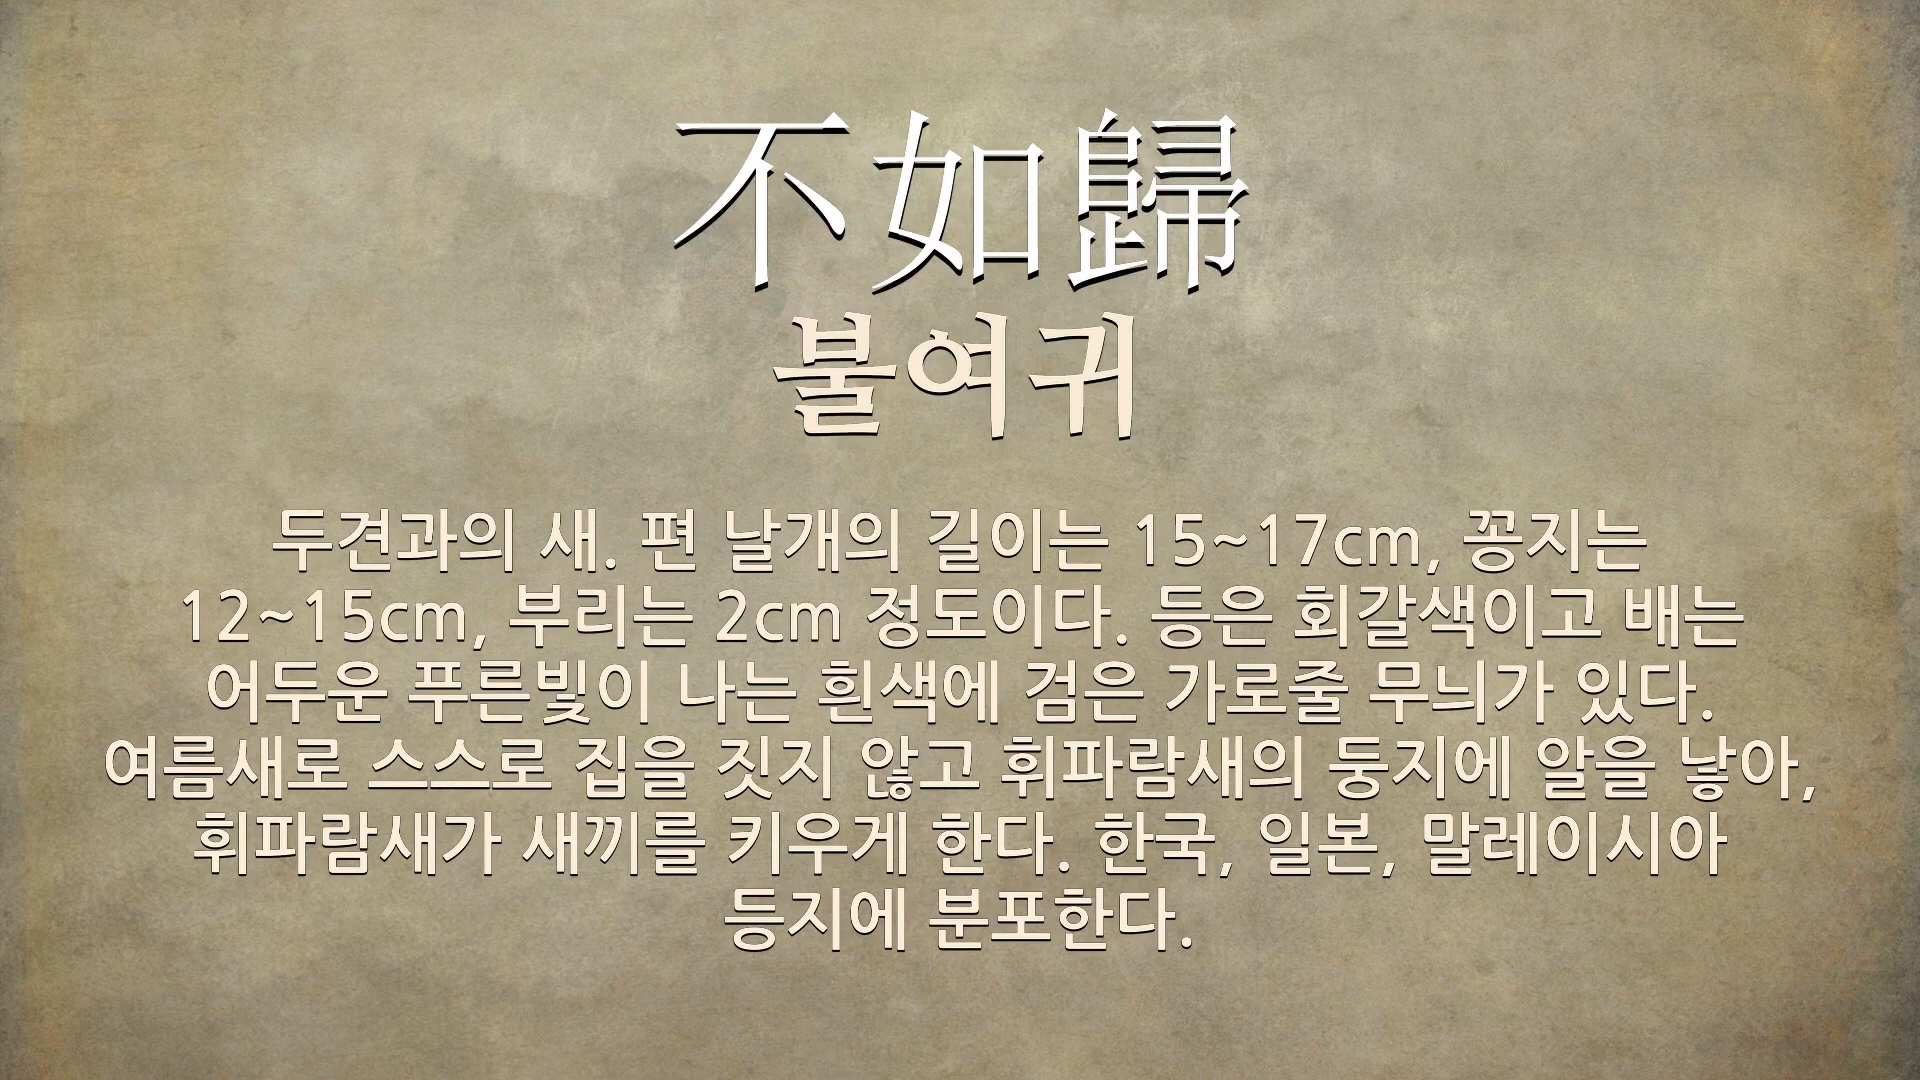 不如歸
불여귀
두견과의 새. 편 날개의 길이는 15~17cm, 꽁지는
12~15cm, 부리는 2cm 정도이다. 등은 회갈색이고 배는
어두운 푸른빛이 나는 흰색에 검은 가로줄 무늬가 있다.
여름새로 스스로 집을 짓지 않고 휘파람새의 둥지에 알을 낳아,
휘파람새가 새끼를 키우게 한다. 한국, 일본, 말레이시아
등지에 분포한다.